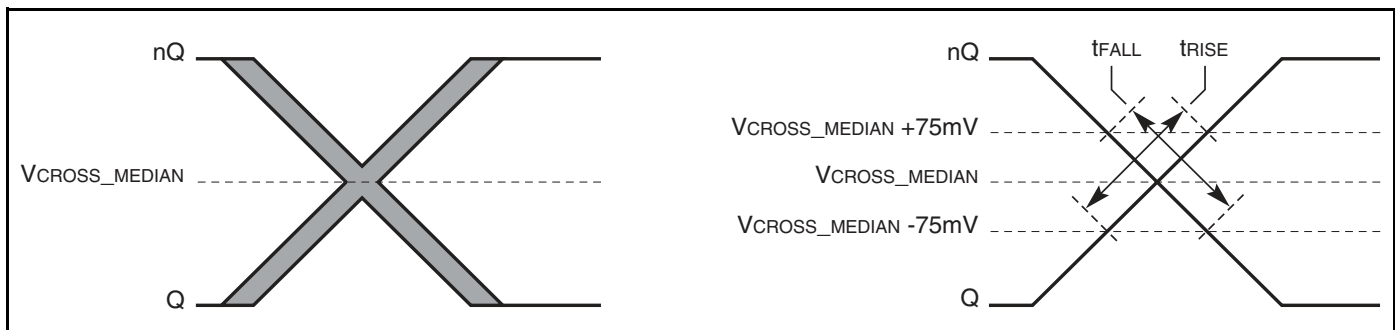 nQ
VCROSS_MEDIAN
Q
nQ
tFALL
tRISE
VCROSS_MEDIAN +75mV
VCROSS_MEDIAN
VCROSS_MEDIAN -75mV
Q